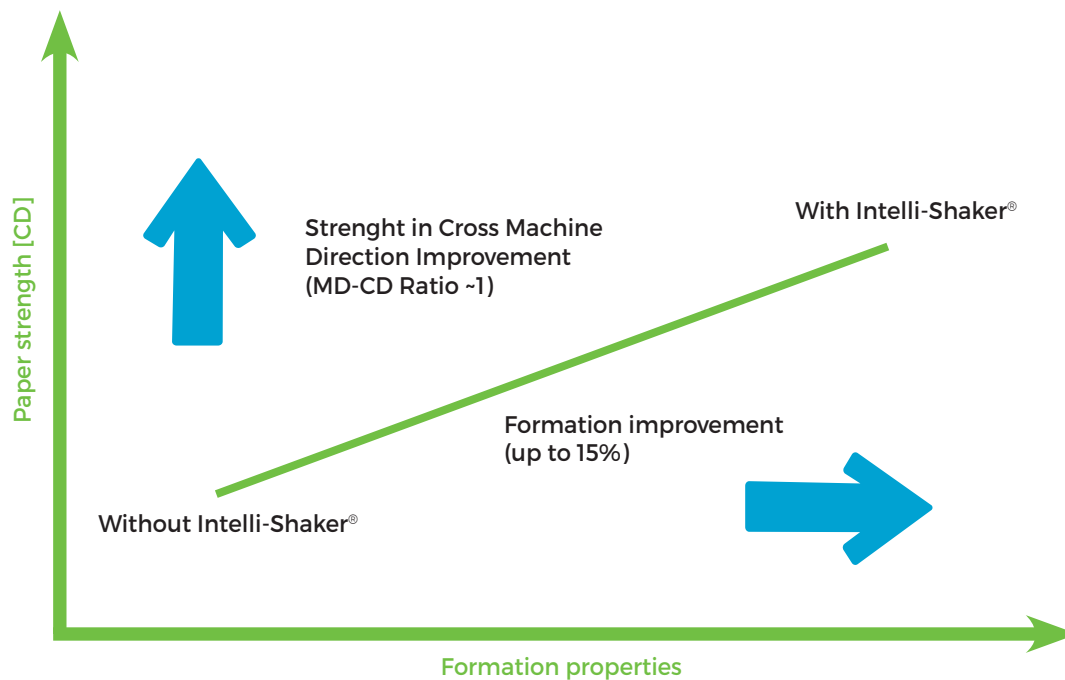 Paper strength [CD]
Strenght in Cross Machine
Direction Improvement
(MD-CD Ratio ~1)
With Intelli-Shaker®
Formation improvement
(up to 15%)
Without Intelli-Shaker®
Formation properties